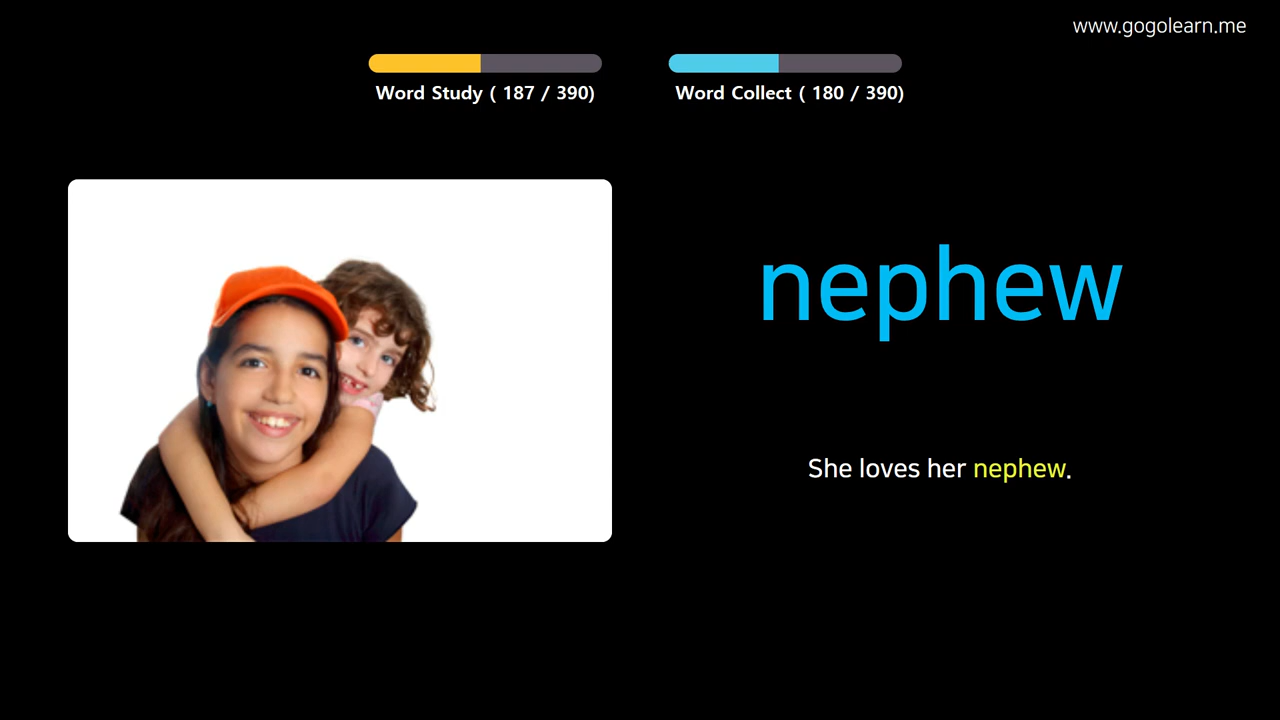 www.gogolearn.me
Word Study ( 187 / 390)
Word Collect ( 180 / 390)
nephew
She loves her nephew.